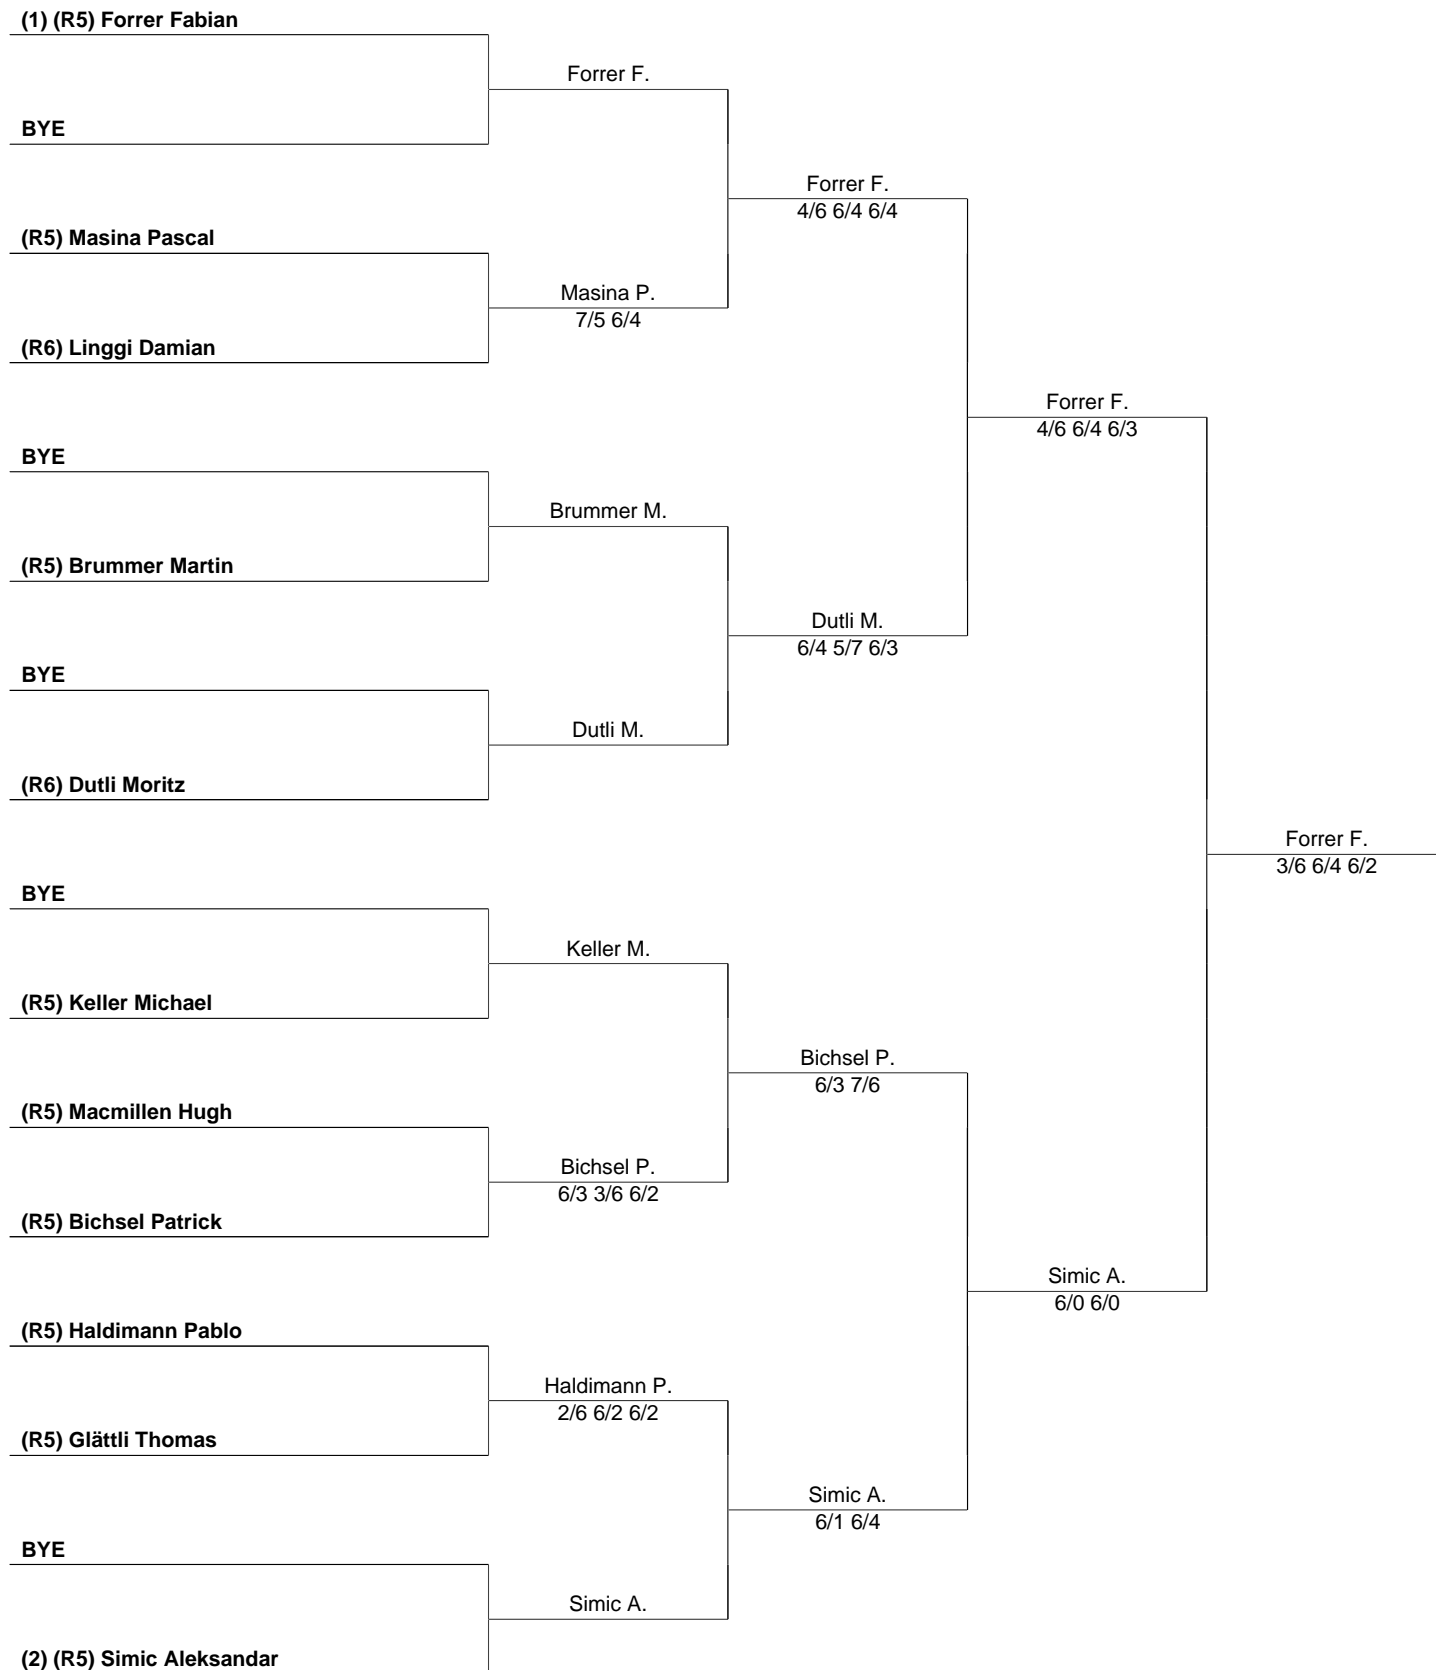 (1) (R5) Forrer Fabian
Forrer F.
BYE
Forrer F.
4/6 6/4 6/4
(R5) Masina Pascal
Masina P.
7/5 6/4
(R6) Linggi Damian
Forrer F.
4/6 6/4 6/3
BYE
Brummer M.
(R5) Brummer Martin
Dutli M.
6/4 5/7 6/3
BYE
Dutli M.
(R6) Dutli Moritz
Forrer F.
3/6 6/4 6/2
BYE
Keller M.
(R5) Keller Michael
Bichsel P.
6/3 7/6
(R5) Macmillen Hugh
Bichsel P.
6/3 3/6 6/2
(R5) Bichsel Patrick
Simic A.
6/0 6/0
(R5) Haldimann Pablo
Haldimann P.
2/6 6/2 6/2
(R5) Glättli Thomas
Simic A.
6/1 6/4
BYE
Simic A.
(2) (R5) Simic Aleksandar